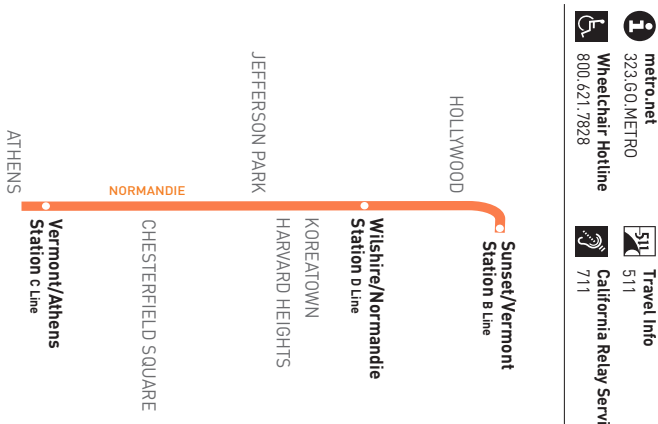 metro.net
323.GO.METRO
Wheelchair Hotline
800.621.7828
Travel Info
511
511
California Relay Servi
711
Sunset/Vermont
Station B Line
HOLLYWOOD
Wilshire/Normandie
Station D Line
KOREATOWN
HARVARD HEIGHTS
JEFFERSON PARK
NORMANDIE
CHESTERFIELD SQUARE
Vermont/Athens
Station C Line
ATHENS